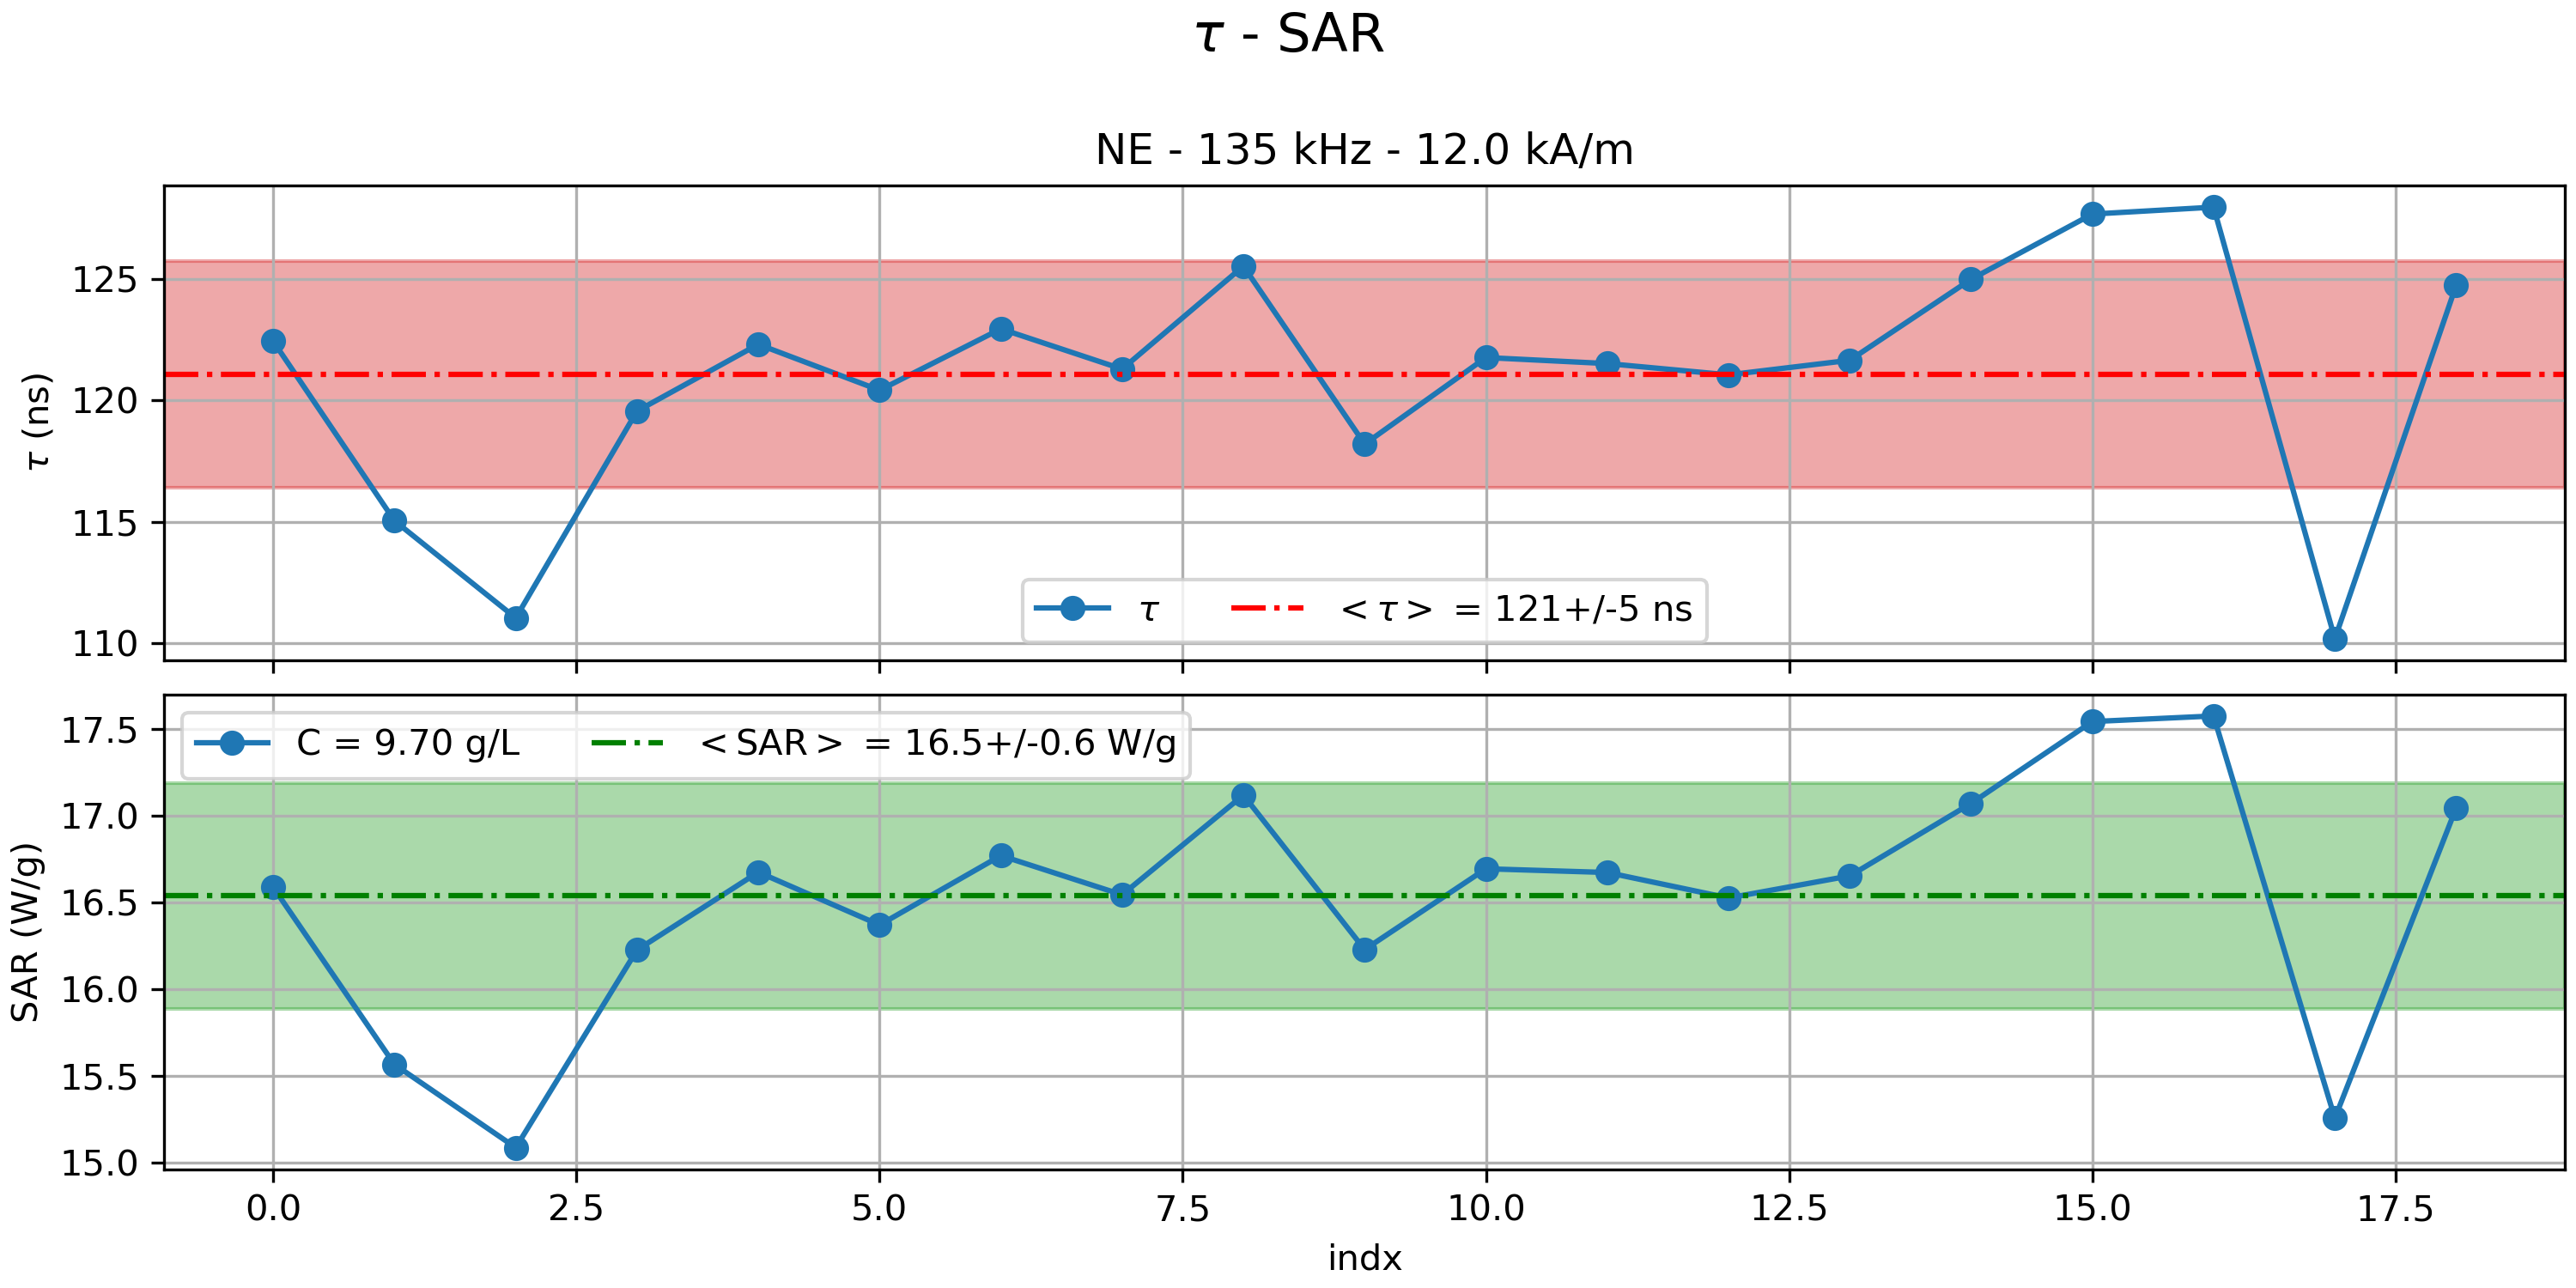 τ - SAR
NE - 135 kHz - 12.0 kA/m
τ (ns)
125
120
115
110
τ
<τ> = 121+/-5 ns
SAR (W/g)
17.5
17.0
16.5
16.0
15.5
15.0
C = 9.70 g/L
<SAR> = 16.5+/-0.6 W/g
0.0 2.5 5.0 7.5 10.0 12.5 15.0 17.5
indx